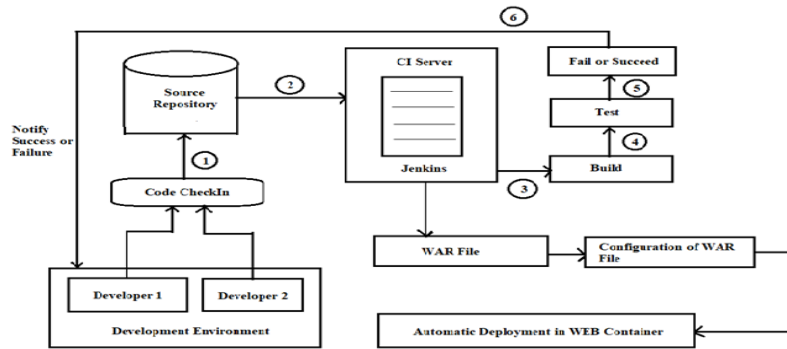 6
CI Server
Fail or Succeed
Source
Repository
2
5
Test
Notify
Success or
Failure
1
4
Jenkins
3
Build
Code CheckIn
WAR File
Configuration of WAR
File
Developer 1
Developer 2
Development Environment
Automatic Deployment in WEB Container